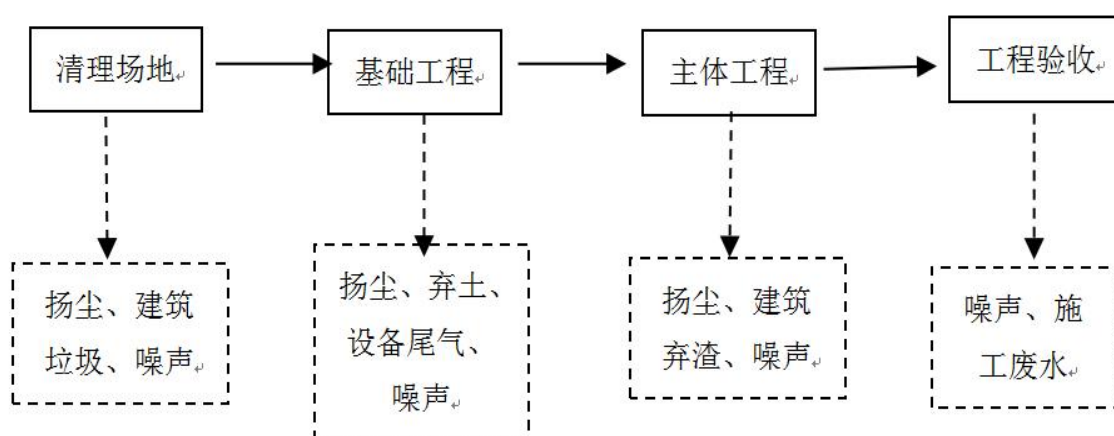 清理场地
基础工程
主体工程
工程验收
扬尘、建筑
垃圾、噪声
扬尘、弃土、
设备尾气、
噪声
扬尘、建筑
弃渣、噪声
噪声、施
工废水